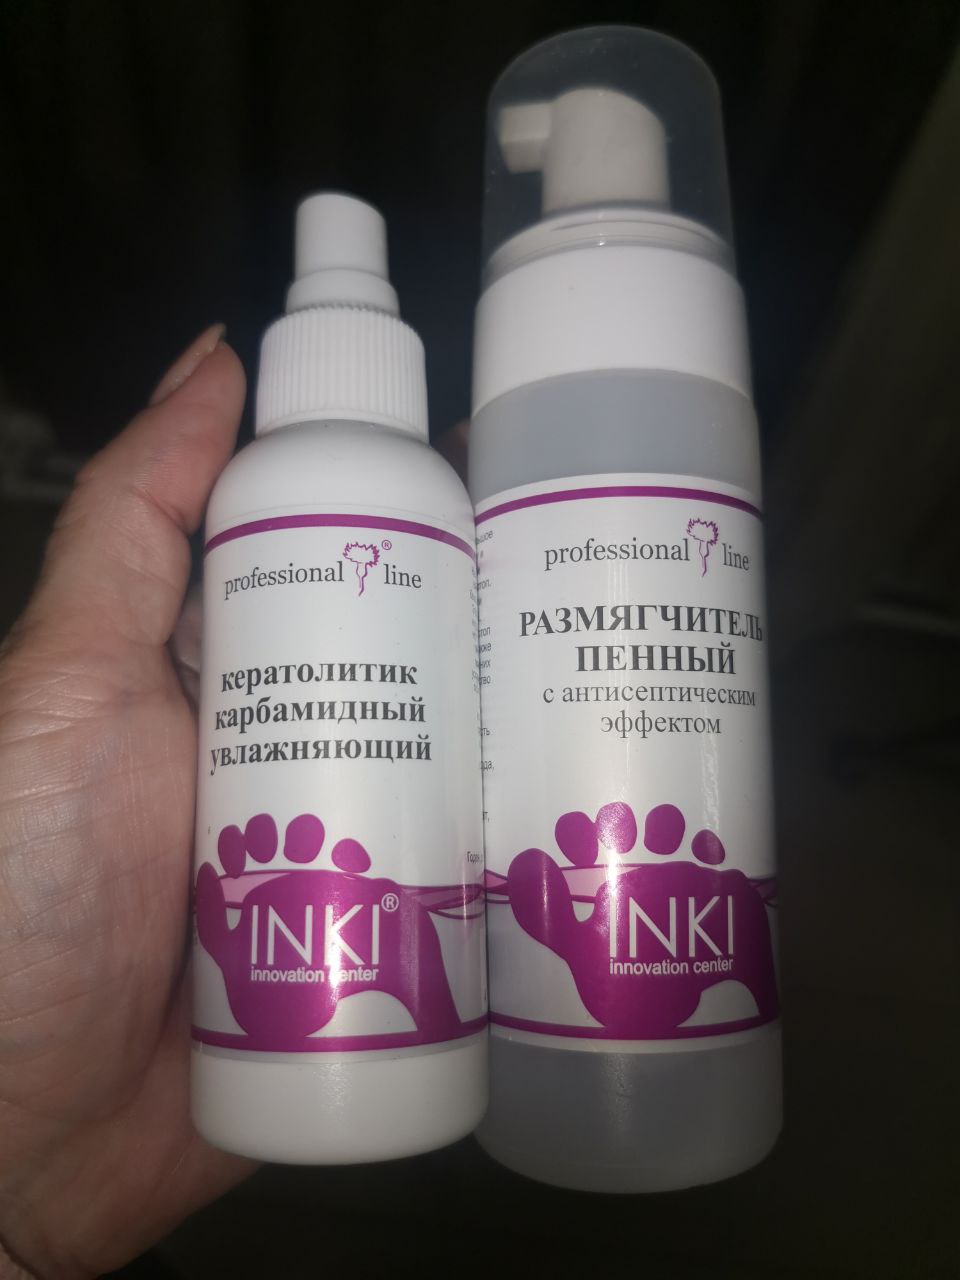 professional line ®
кератолитик
карбамидный
увлажняющий
INKI®
innovation center
professional line
РАЗМЯГЧИТЕЛЬ
ПЕННЫЙ
с антисептическим
эффектом
INKI
innovation center